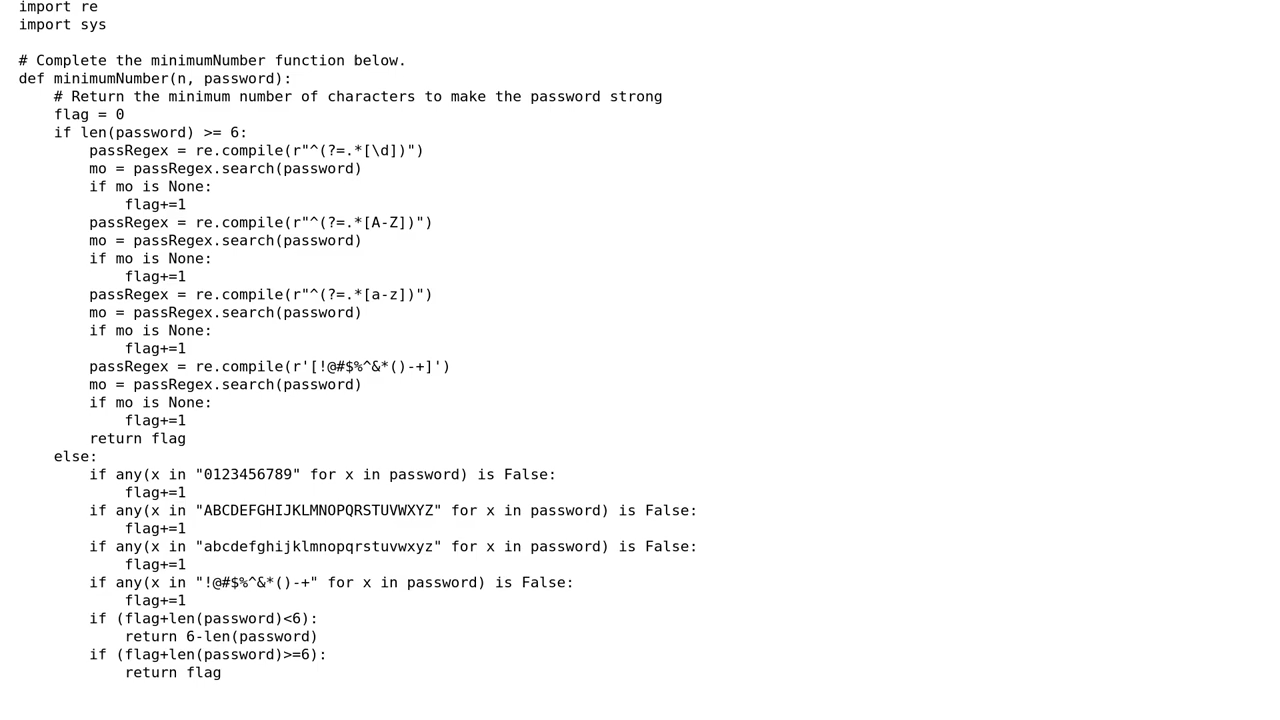 import re
import sys

# Complete the minimumNumber function below.
def minimumNumber(n, password):
    # Return the minimum number of characters to make the password strong
    flag = 0
    if len(password) >= 6:
        passRegex = re.compile(r"^(?=.*[\d])")
        mo = passRegex.search(password)
        if mo is None:
            flag+=1
        passRegex = re.compile(r"^(?=.*[A-Z])")
        mo = passRegex.search(password)
        if mo is None:
            flag+=1
        passRegex = re.compile(r"^(?=.*[a-z])")
        mo = passRegex.search(password)
        if mo is None:
            flag+=1
        passRegex = re.compile(r'[!@#$%^&*()-+]')
        mo = passRegex.search(password)
        if mo is None:
            flag+=1
        return flag
    else:
        if any(x in "0123456789" for x in password) is False:
            flag+=1
        if any(x in "ABCDEFGHIJKLMNOPQRSTUVWXYZ" for x in password) is False:
            flag+=1
        if any(x in "abcdefghijklmnopqrstuvwxyz" for x in password) is False:
            flag+=1
        if any(x in "!@#$%^&*()-+" for x in password) is False:
            flag+=1
        if (flag+len(password)<6):
            return 6-len(password)
        if (flag+len(password)>=6):
            return flag